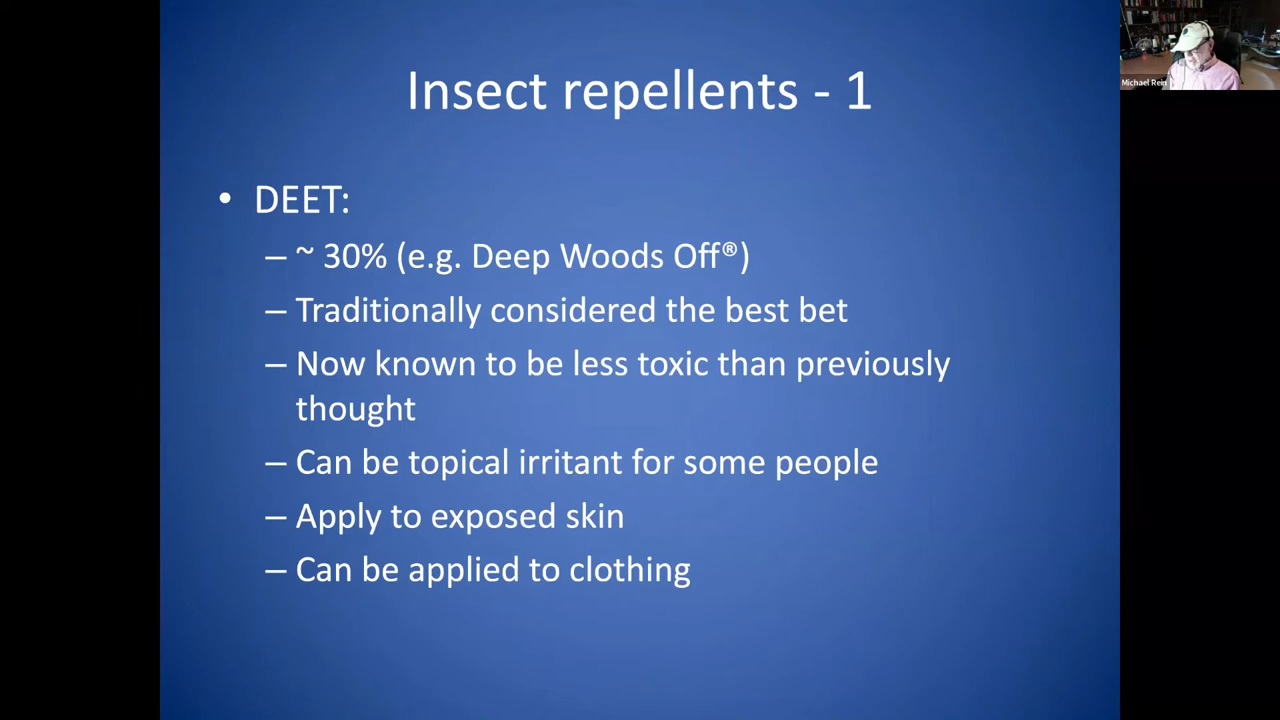 Insect repellents - 1
• DEET:
– ~ 30% (e.g. Deep Woods Off®)
– Traditionally considered the best bet
– Now known to be less toxic than previously
thought
– Can be topical irritant for some people
– Apply to exposed skin
– Can be applied to clothing
Michael Rein